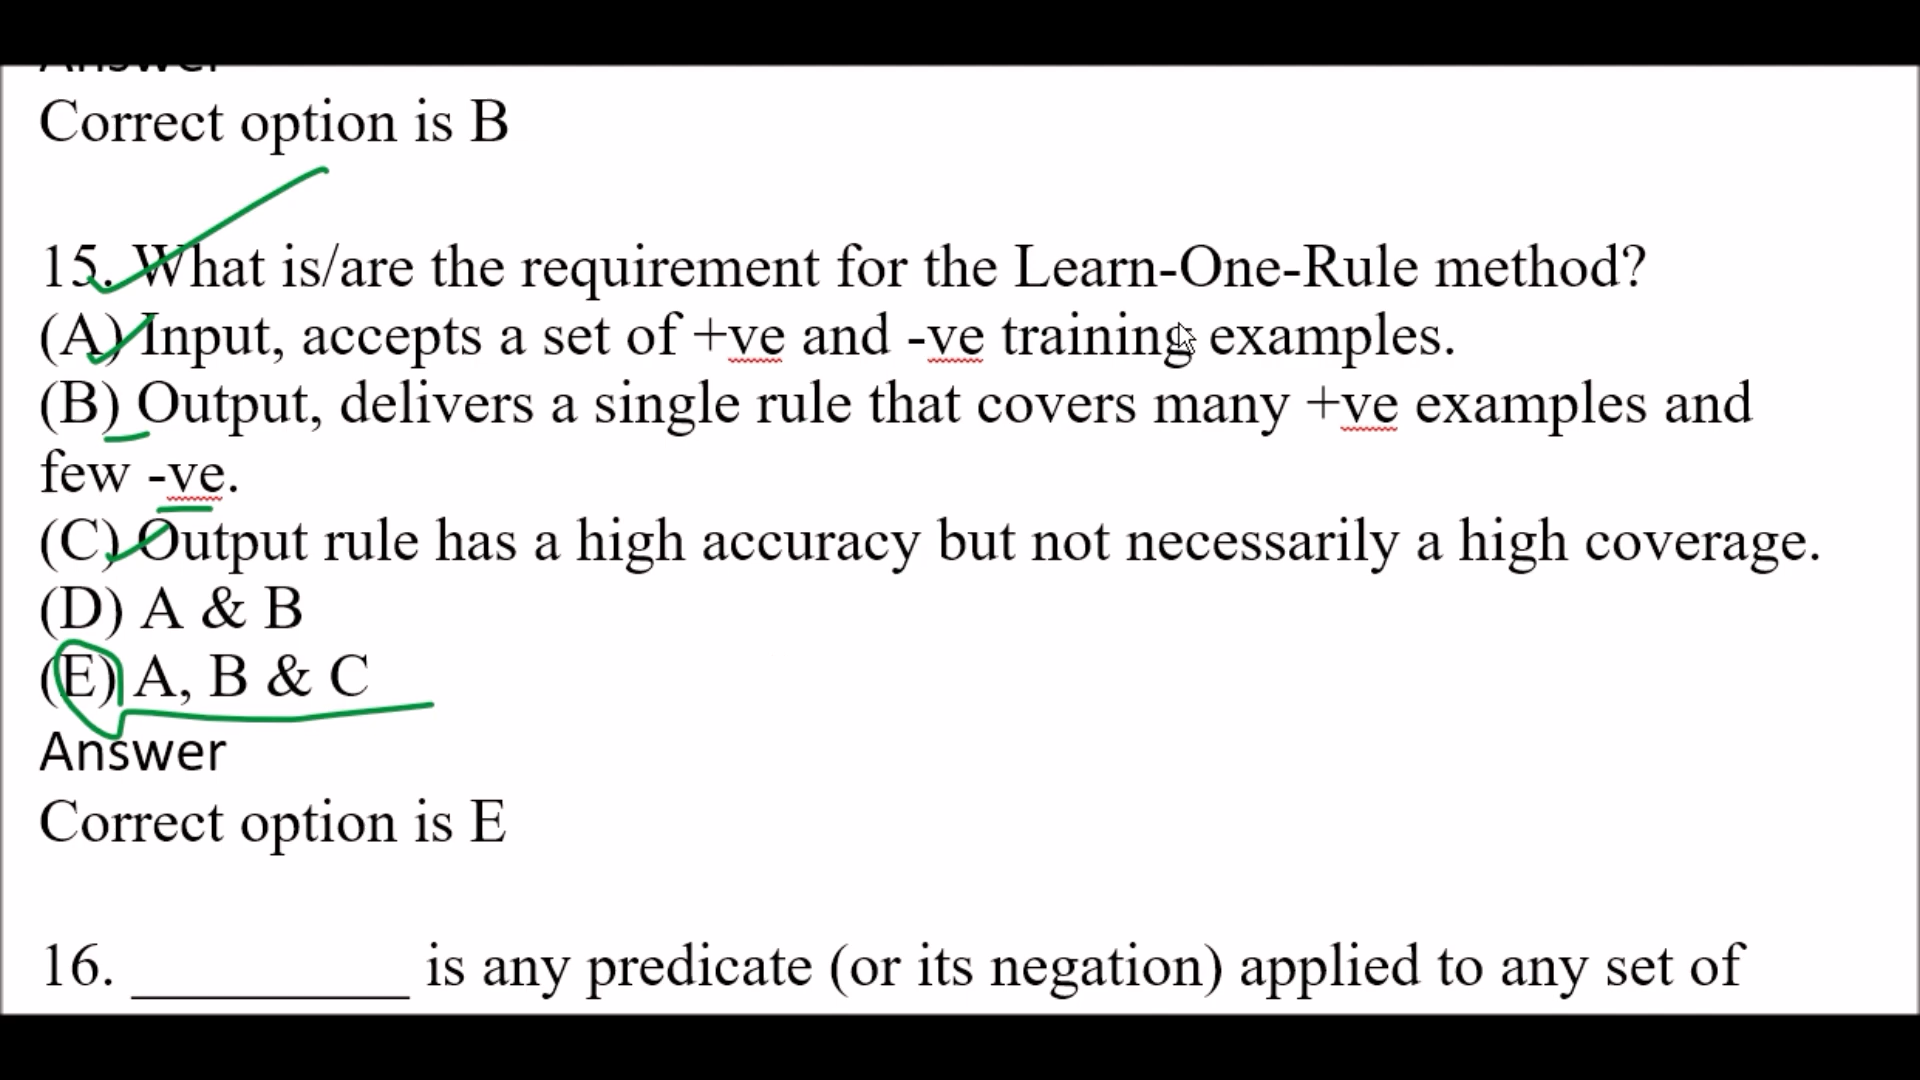 Answer
Correct option is B
15. What is/are the requirement for the Learn-One-Rule method?
(A) Input, accepts a set of +ve and -ve training examples.
(B) Output, delivers a single rule that covers many +ve examples and
few -ve.
(C) Output rule has a high accuracy but not necessarily a high coverage.
(D) A & B
(E) A, B & C
Answer
Correct option is E
16. __________ is any predicate (or its negation) applied to any set of